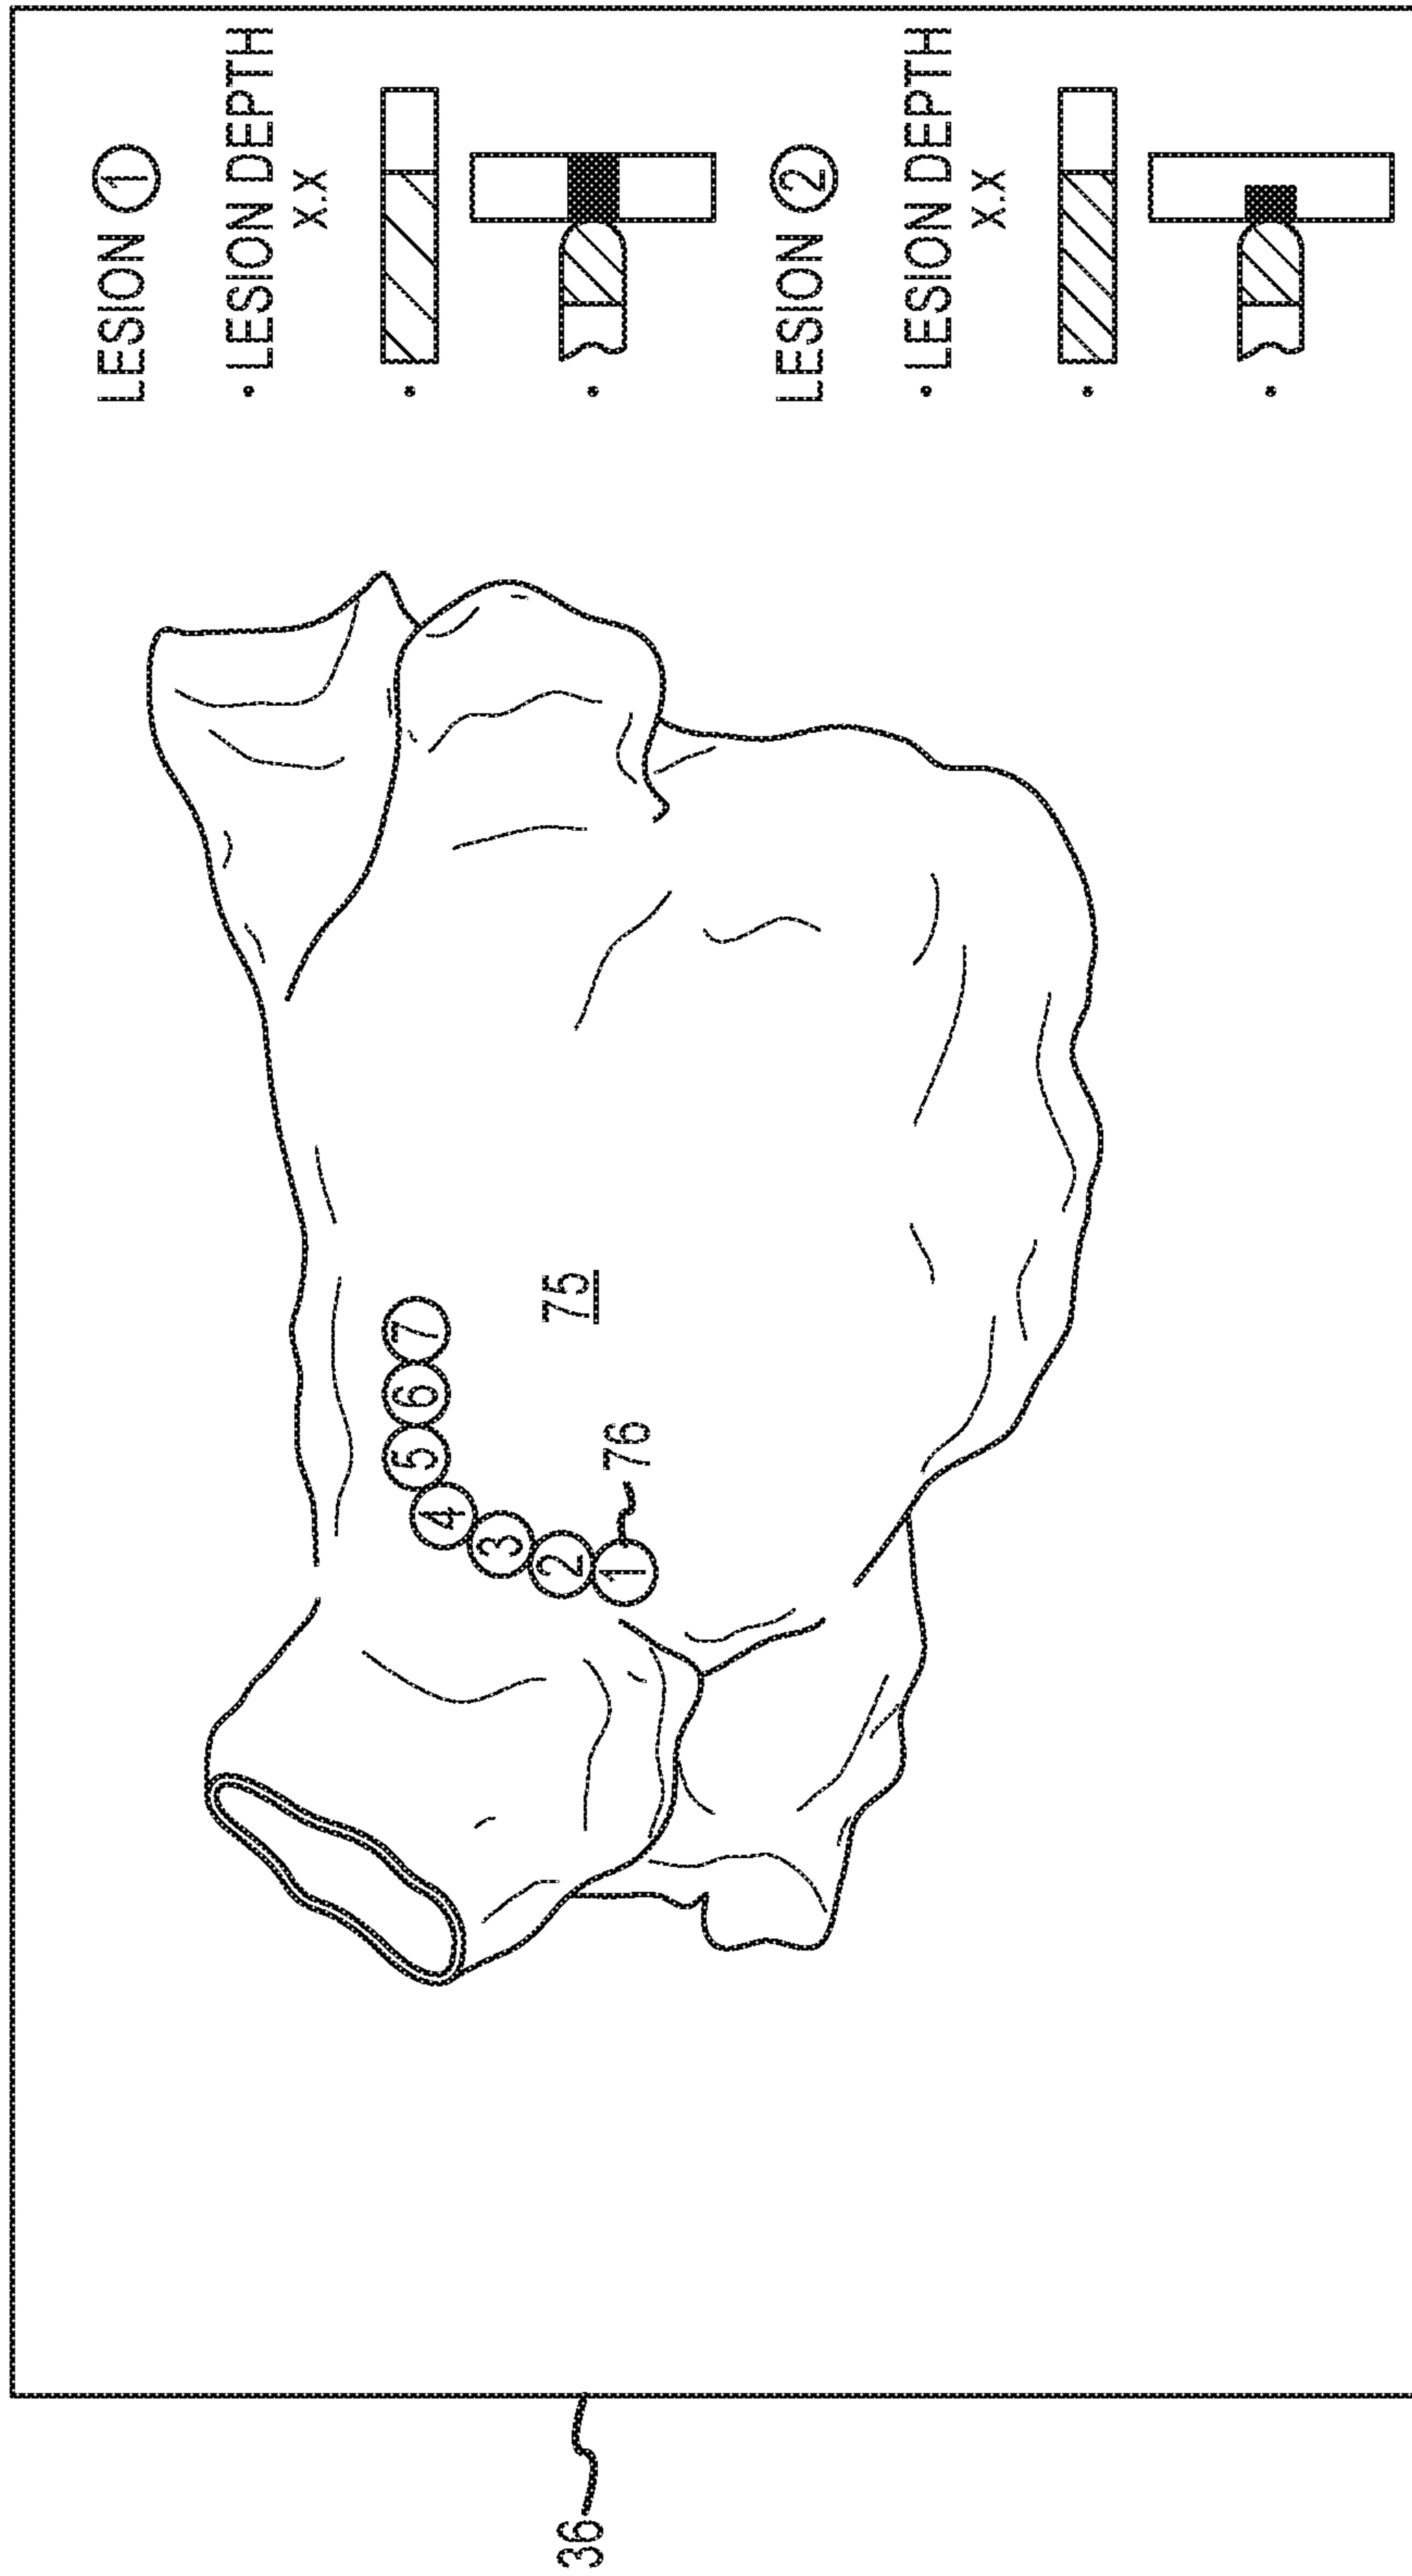 LESION 1
• LESION DEPTH
X.X
•
•
LESION 2
• LESION DEPTH
X.X
•
•
7
6
5
4
3
2
1
75
76
36